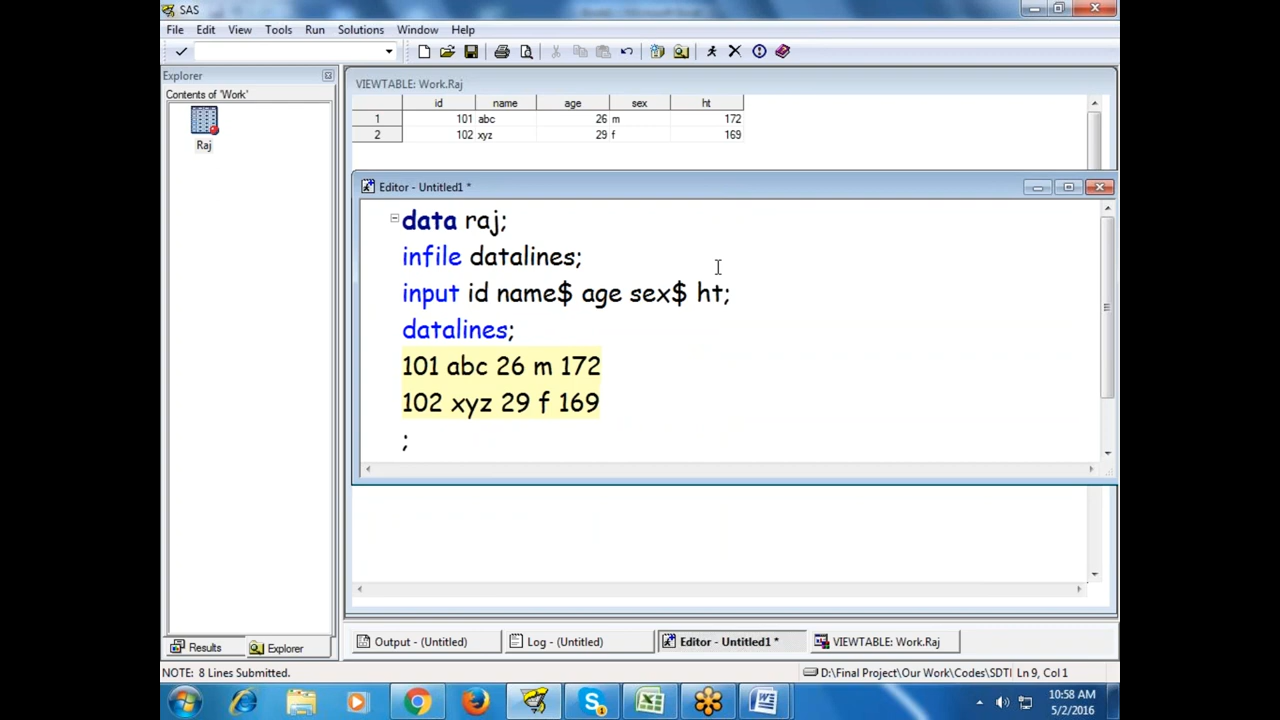 SAS
File Edit View Tools Run Solutions Window Help
Explorer
Contents of 'Work'
Raj
VIEWTABLE: Work.Raj
id name age sex ht
1 101 abc 26 m 172
2 102 xyz 29 f 169
Editor - Untitled1 *
data raj;
infile datalines;
input id name$ age sex$ ht;
datalines;
101 abc 26 m 172
102 xyz 29 f 169
;
Results Explorer
Output - (Untitled) Log - (Untitled) Editor - Untitled1 * VIEWTABLE: Work.Raj
NOTE: 8 Lines Submitted. D:\Final Project\Our Work\Codes\SDTI Ln 9, Col 1
10:58 AM
5/2/2016